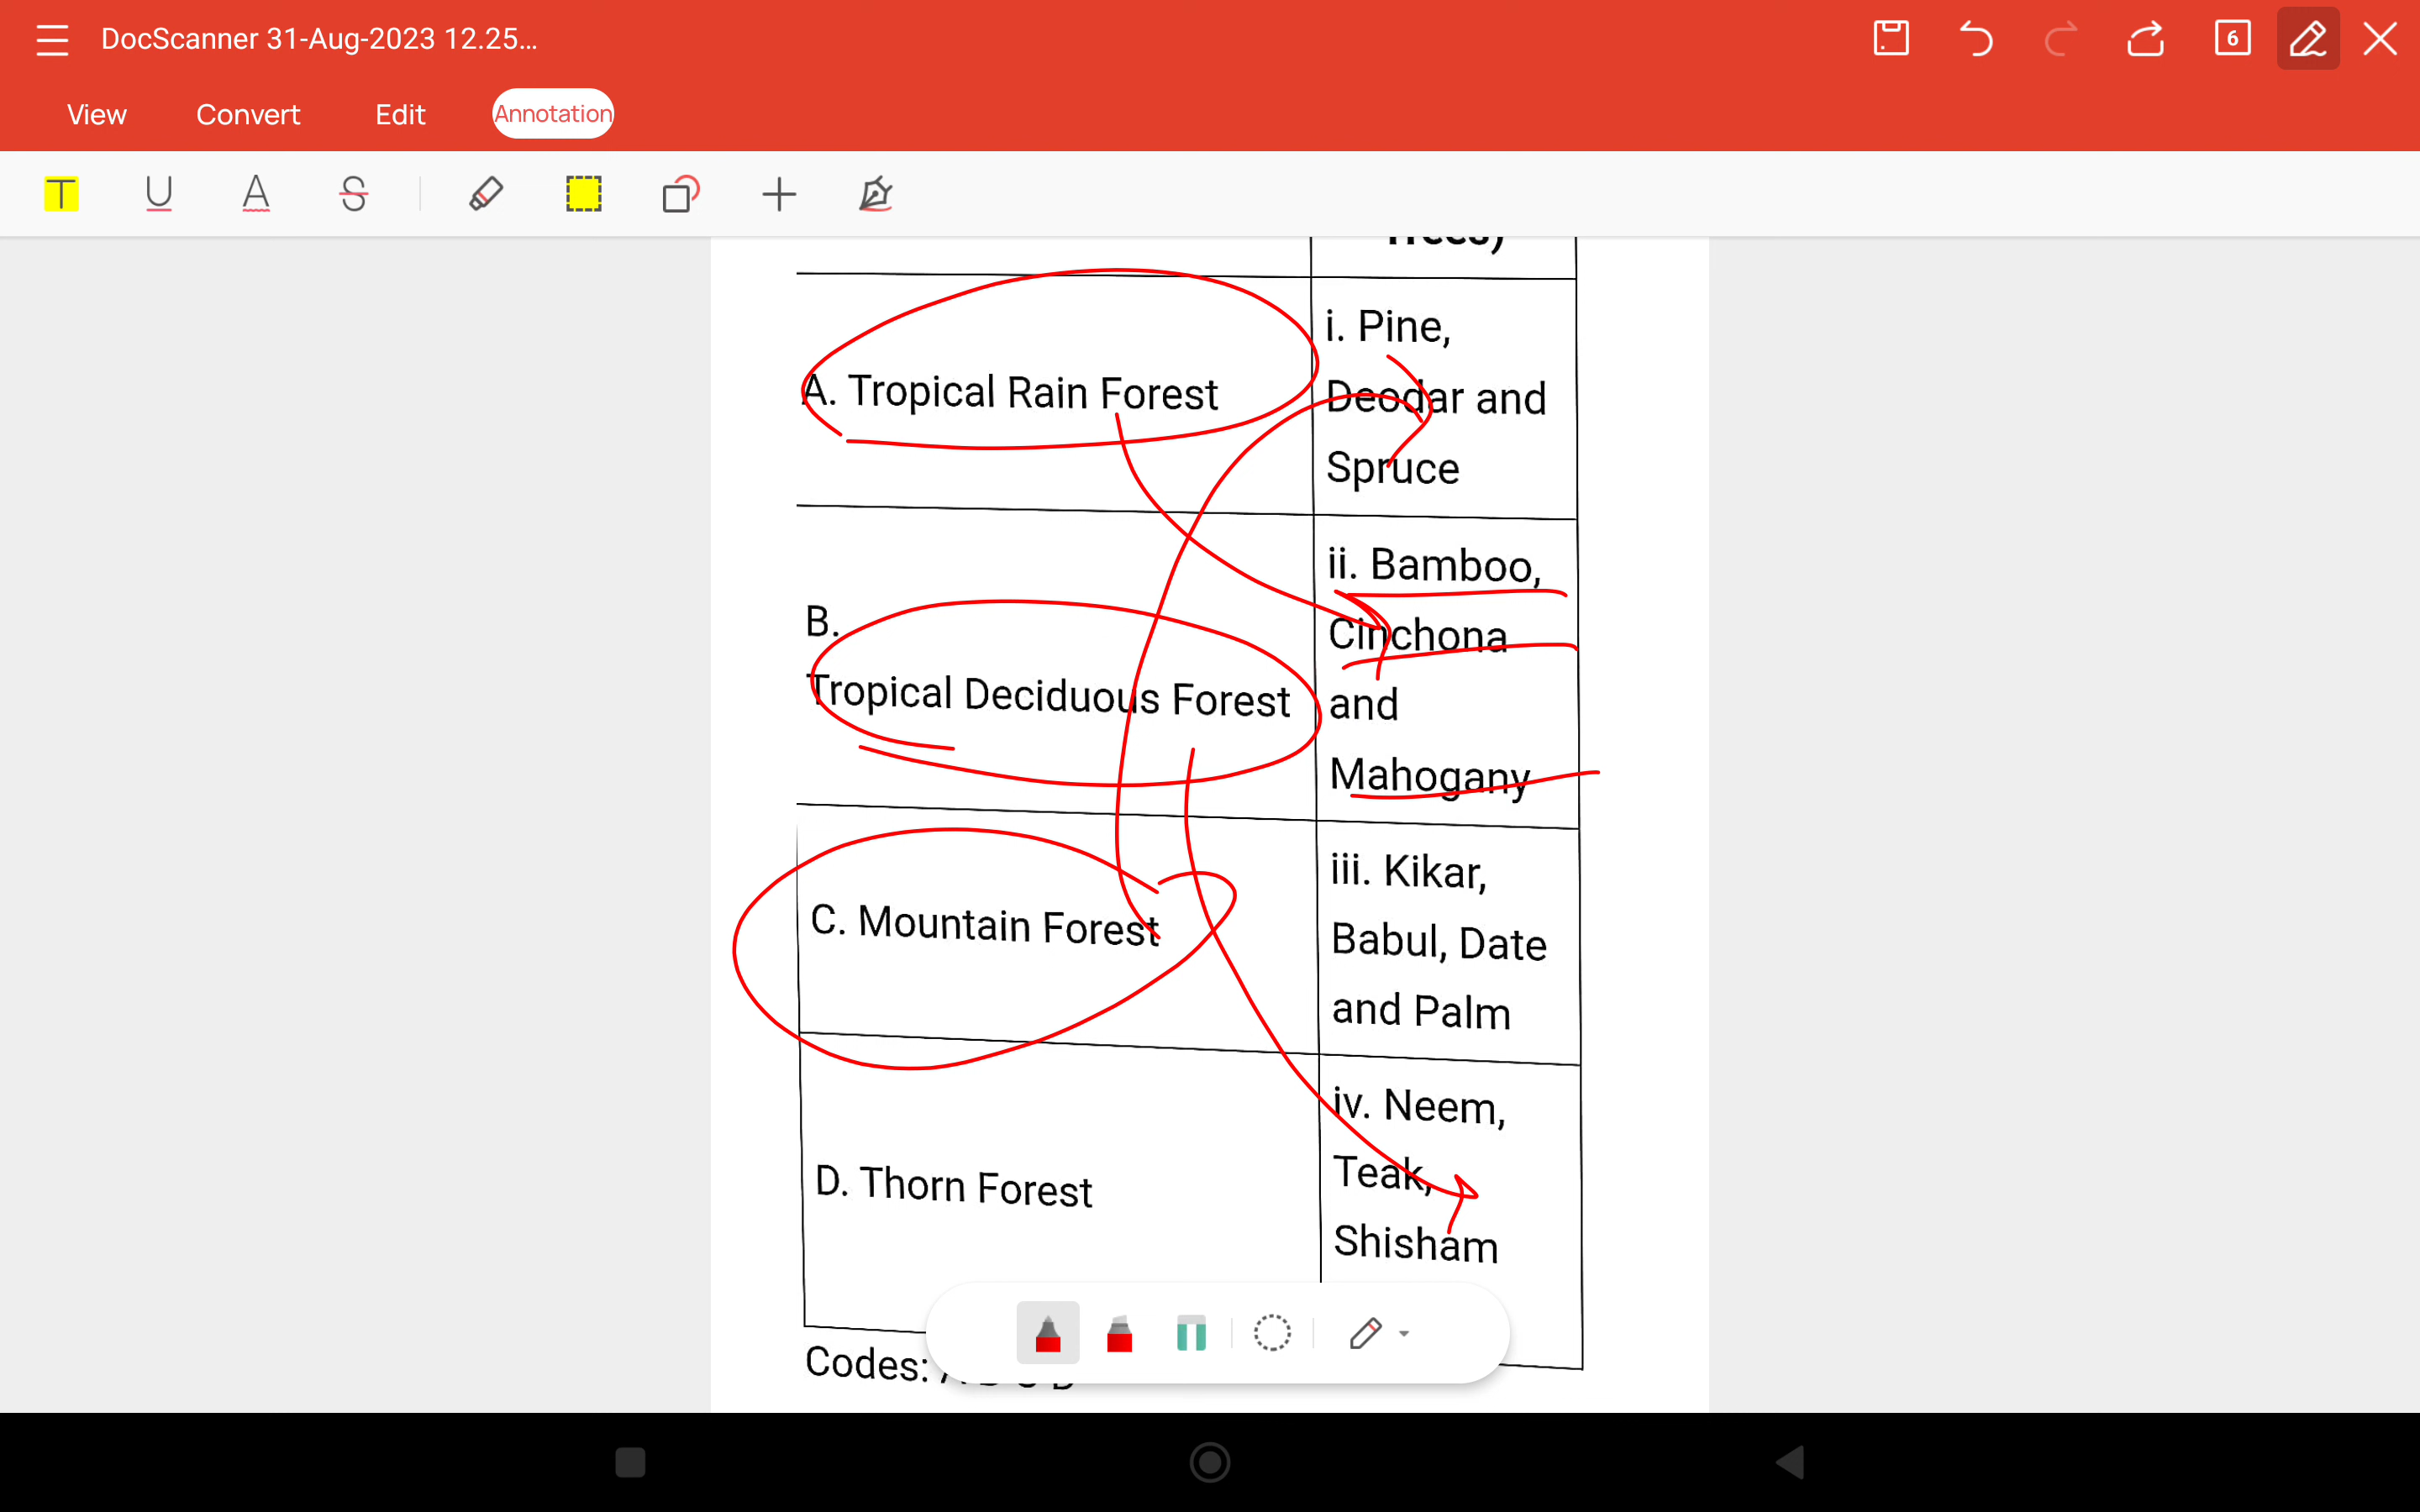 DocScanner 31-Aug-2023 12.25...
6
View Convert Edit Annotation
T U A S
Trees)
A. Tropical Rain Forest
i. Pine,
Deodar and
Spruce
B.
Tropical Deciduous Forest
ii. Bamboo,
Cinchona
and
Mahogany
C. Mountain Forest
iii. Kikar,
Babul, Date
and Palm
D. Thorn Forest
iv. Neem,
Teak,
Shisham
Codes: